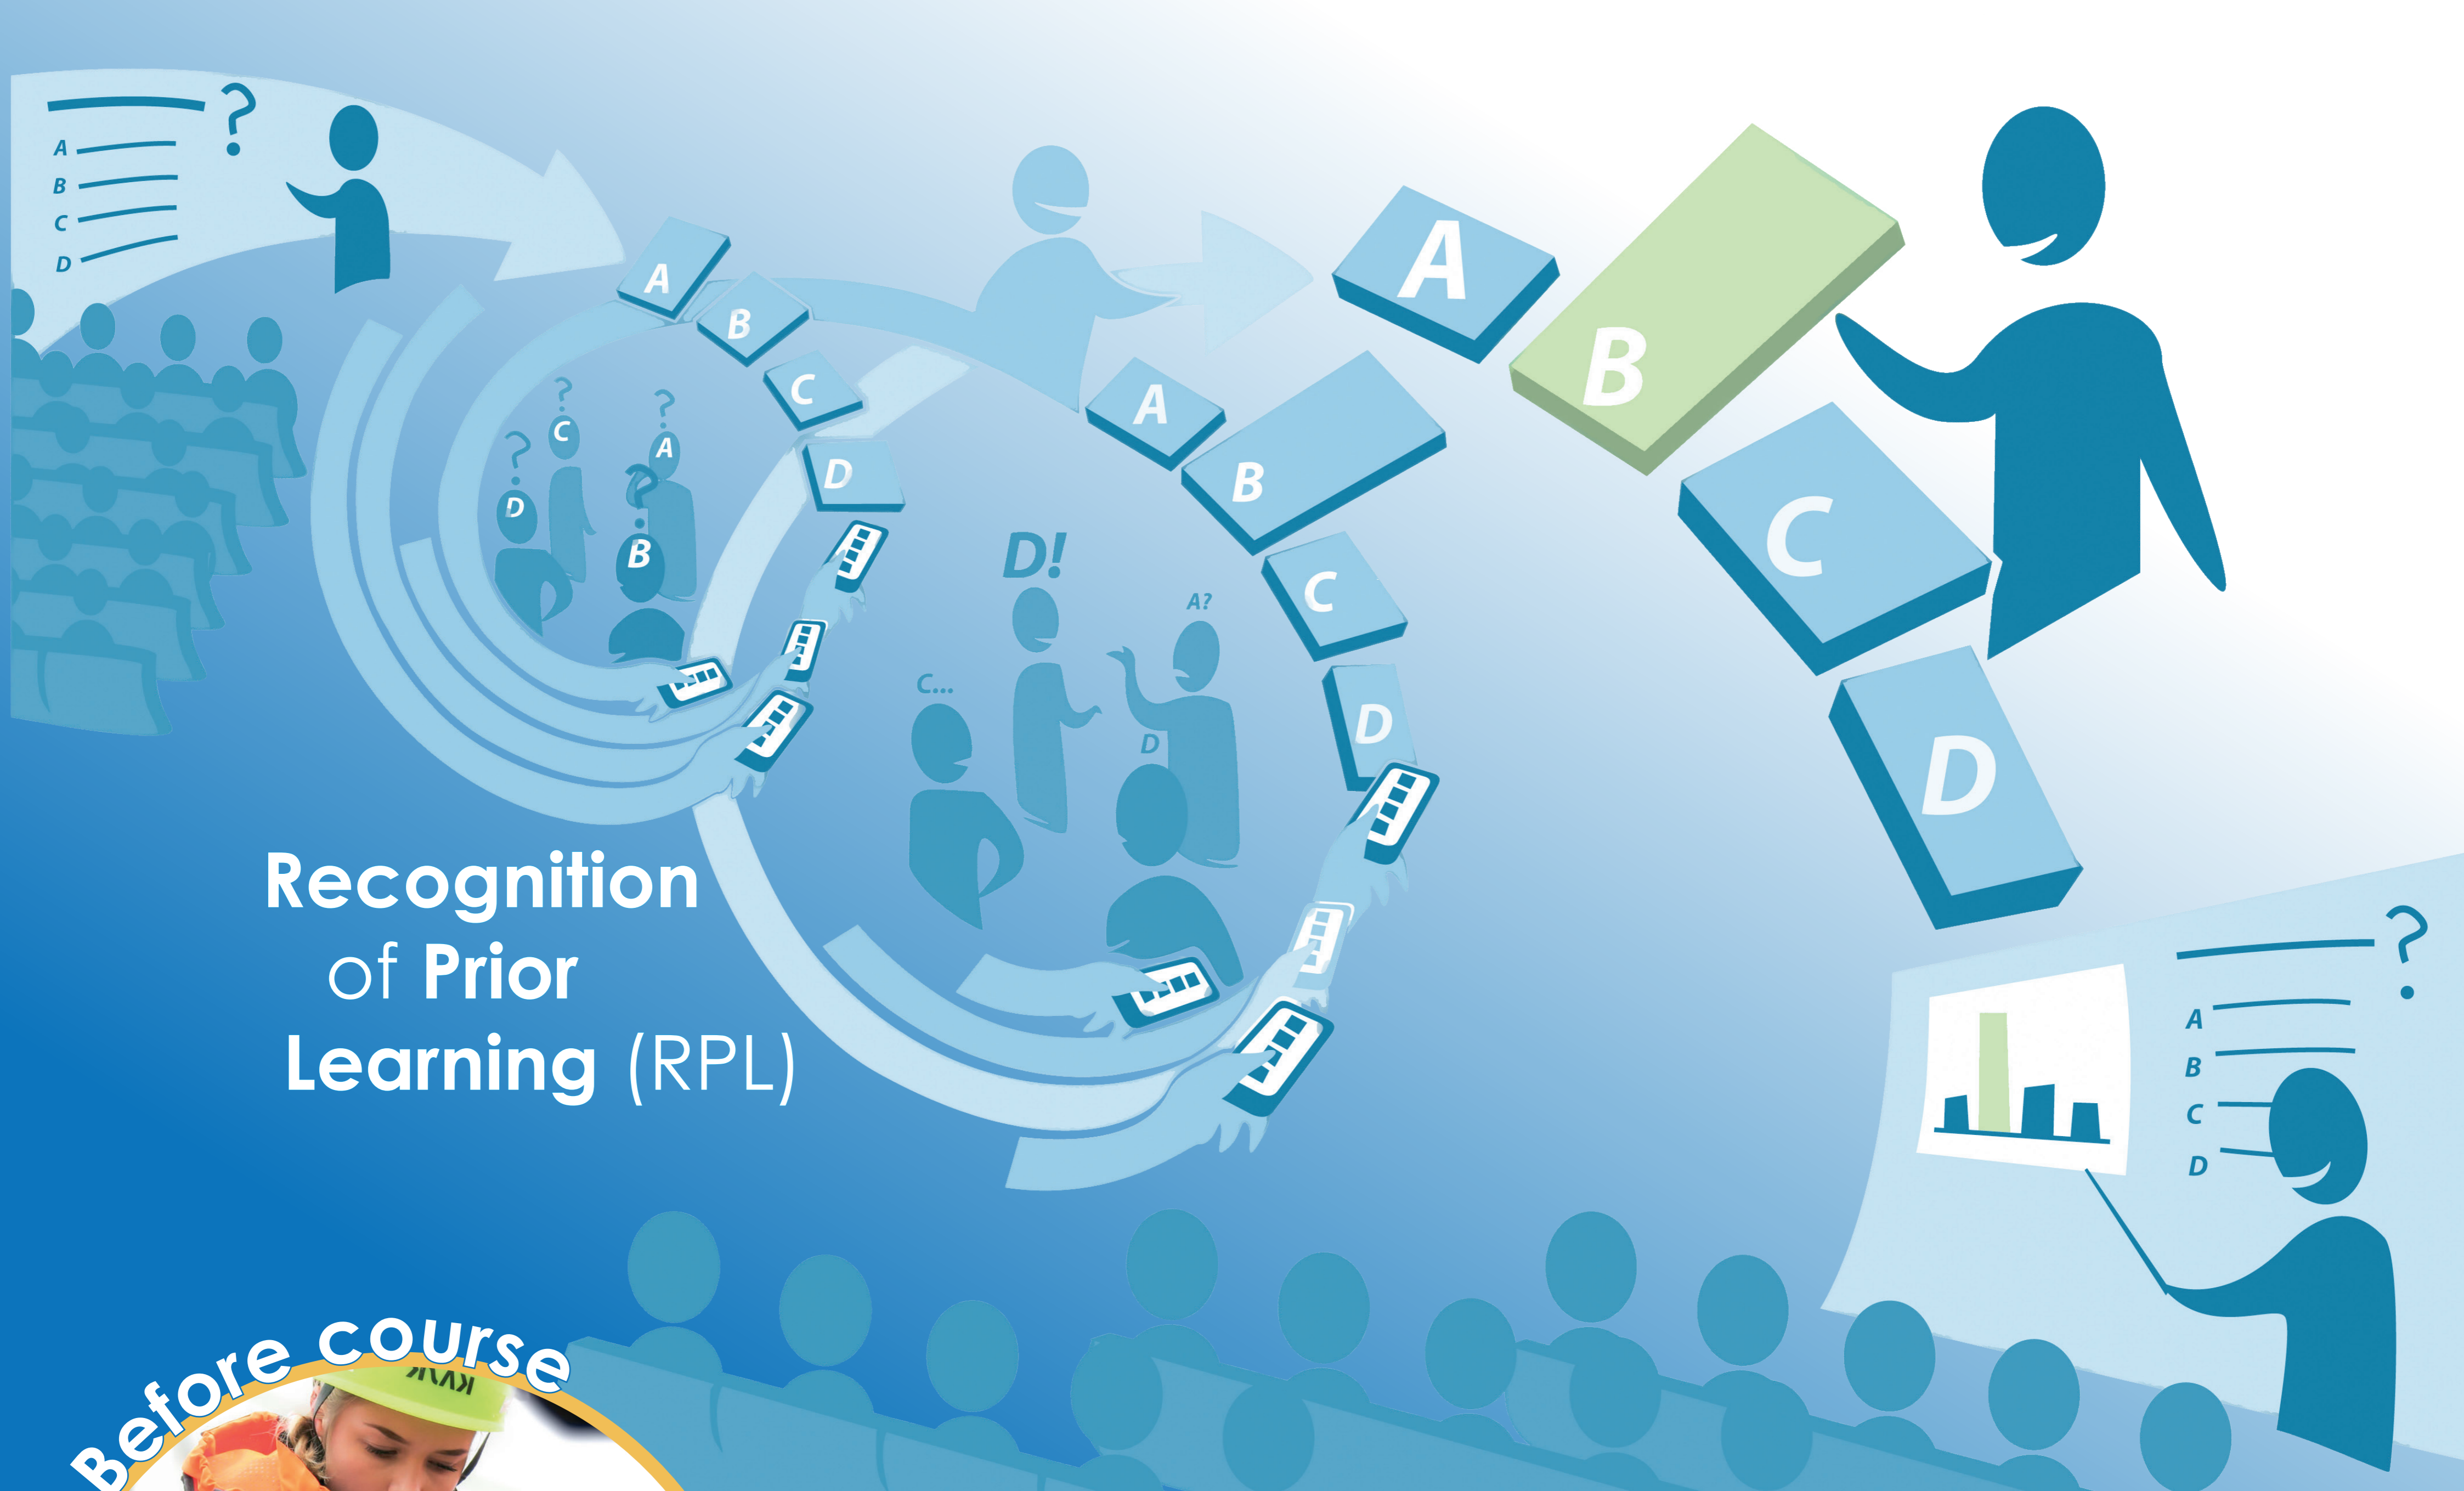 ?
A
B
C
D
A
B
C
D
?
C
?
A
?
D
?
B
A
B
C
D
D!
A?
C...
D
A
B
C
D
Recognition
of Prior
Learning (RPL)
?
A
B
C
D
Before course